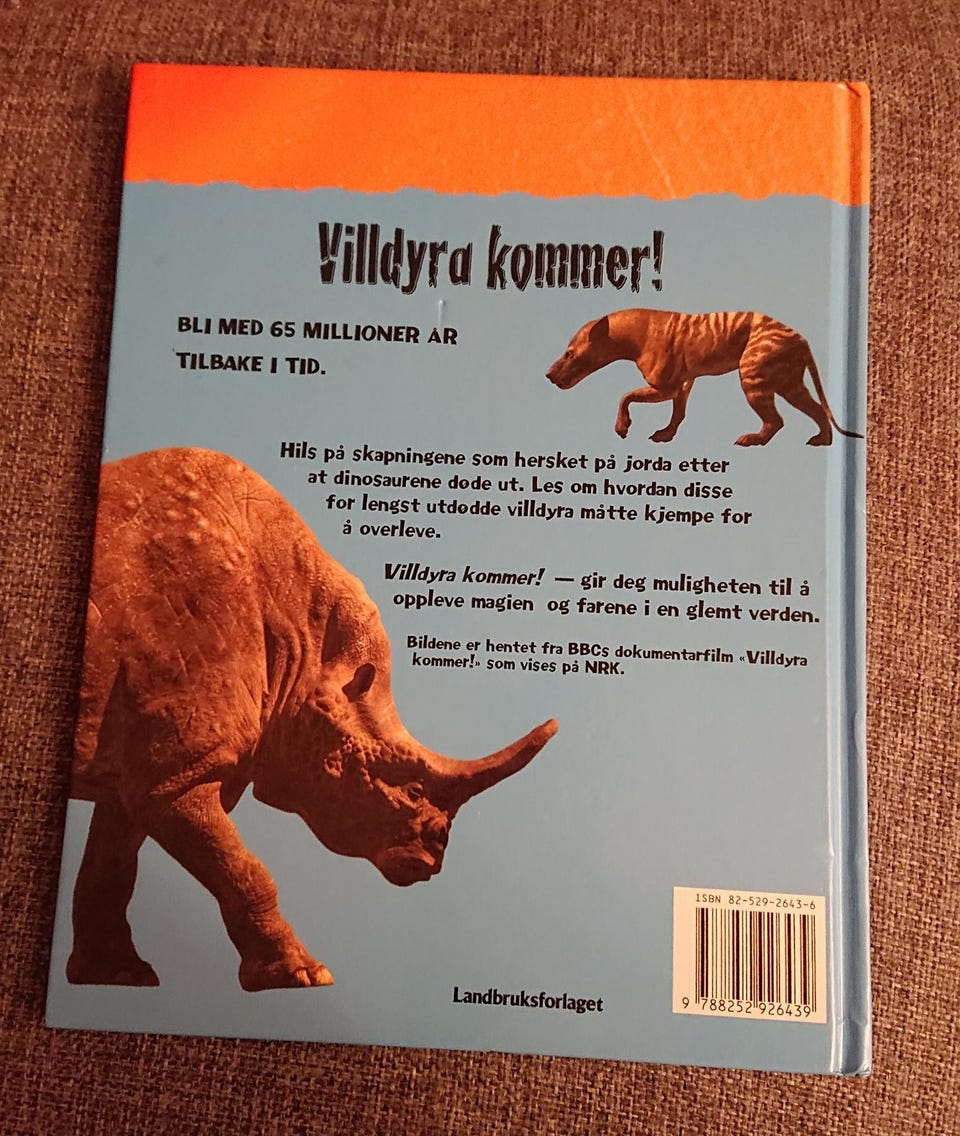 Villdyra kommer!
BLI MED 65 MILLIONER ÅR
TILBAKE I TID.
Hils på skapningene som hersket på jorda etter
at dinosaurene døde ut. Les om hvordan disse
for lengst utdødde villdyra måtte kjempe for
å overleve.
Villdyra kommer! — gir deg muligheten til å
oppleve magien og farene i en glemt verden.
Bildene er hentet fra BBCs dokumentarfilm «Villdyra
kommer!» som vises på NRK.
ISBN 82-529-2643-6
9 788252 926439
Landbruksforlaget